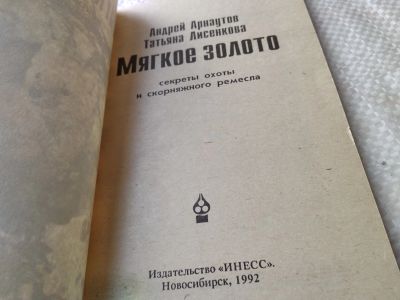 Андрей Арнаутов
Татьяна Лисенкова
Мягкое золото
секреты охоты
и скорняжного ремесла
Издательство «ИНЕСС».
Новосибирск, 1992